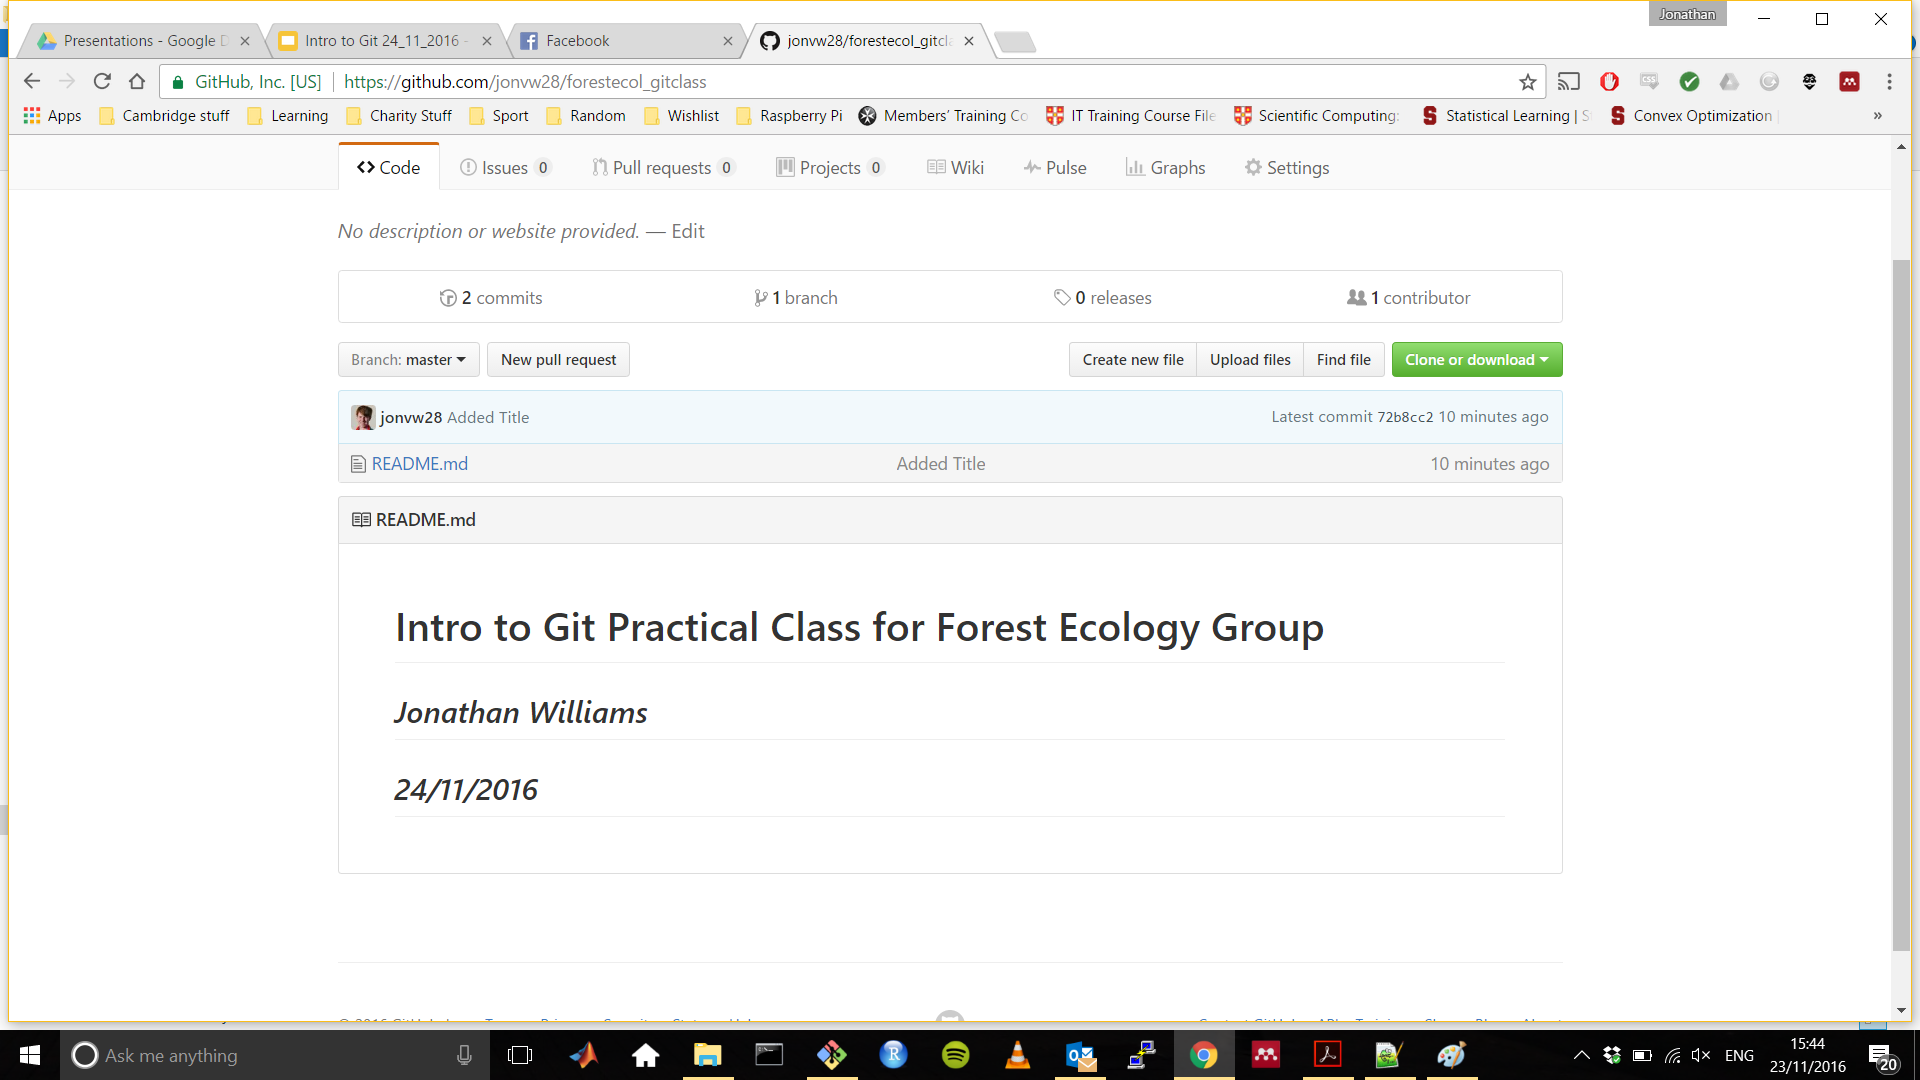 Jonathan
Presentations - Google D
Intro to Git 24_11_2016 -
Facebook
jonvw28/forestecol_gitcla
GitHub, Inc. [US]
https://github.com/jonvw28/forestecol_gitclass
Apps
Cambridge stuff
Learning
Charity Stuff
Sport
Random
Wishlist
Raspberry Pi
Members' Training Co
IT Training Course File
Scientific Computing:
Statistical Learning | S
Convex Optimization
»
Code
Issues 0
Pull requests 0
Projects 0
Wiki
Pulse
Graphs
Settings
No description or website provided. — Edit
2 commits
1 branch
0 releases
1 contributor
Branch: master
New pull request
Create new file
Upload files
Find file
Clone or download
jonvw28 Added Title
Latest commit 72b8cc2 10 minutes ago
README.md
Added Title
10 minutes ago
README.md
Intro to Git Practical Class for Forest Ecology Group
Jonathan Williams
24/11/2016
Ask me anything
ENG
15:44
23/11/2016
20